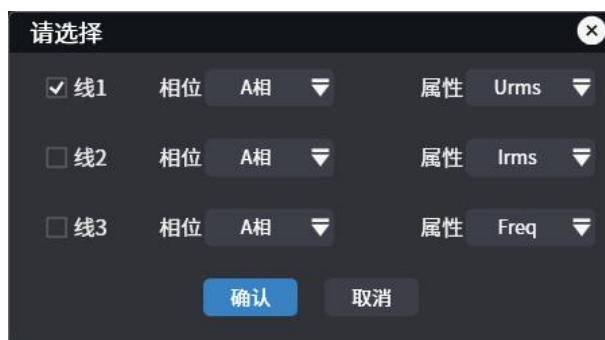 请选择
线1 相位 A相 属性 Urms
线2 相位 A相 属性 Irms
线3 相位 A相 属性 Freq
确认 取消